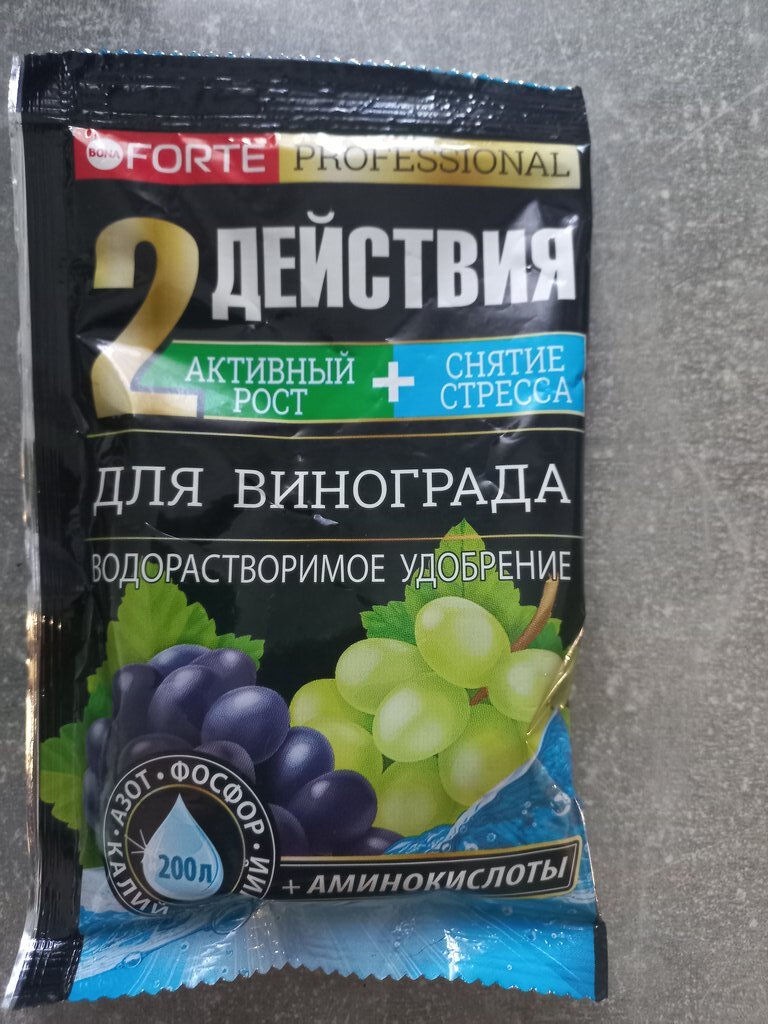 BONA FORTE PROFESSIONAL
2 ДЕЙСТВИЯ
АКТИВНЫЙ РОСТ
+
СНЯТИЕ СТРЕССА
ДЛЯ ВИНОГРАДА
ВОДОРАСТВОРИМОЕ УДОБРЕНИЕ
КАЛИЙ • АЗОТ • ФОСФОР •
200л
+ АМИНОКИСЛОТЫ